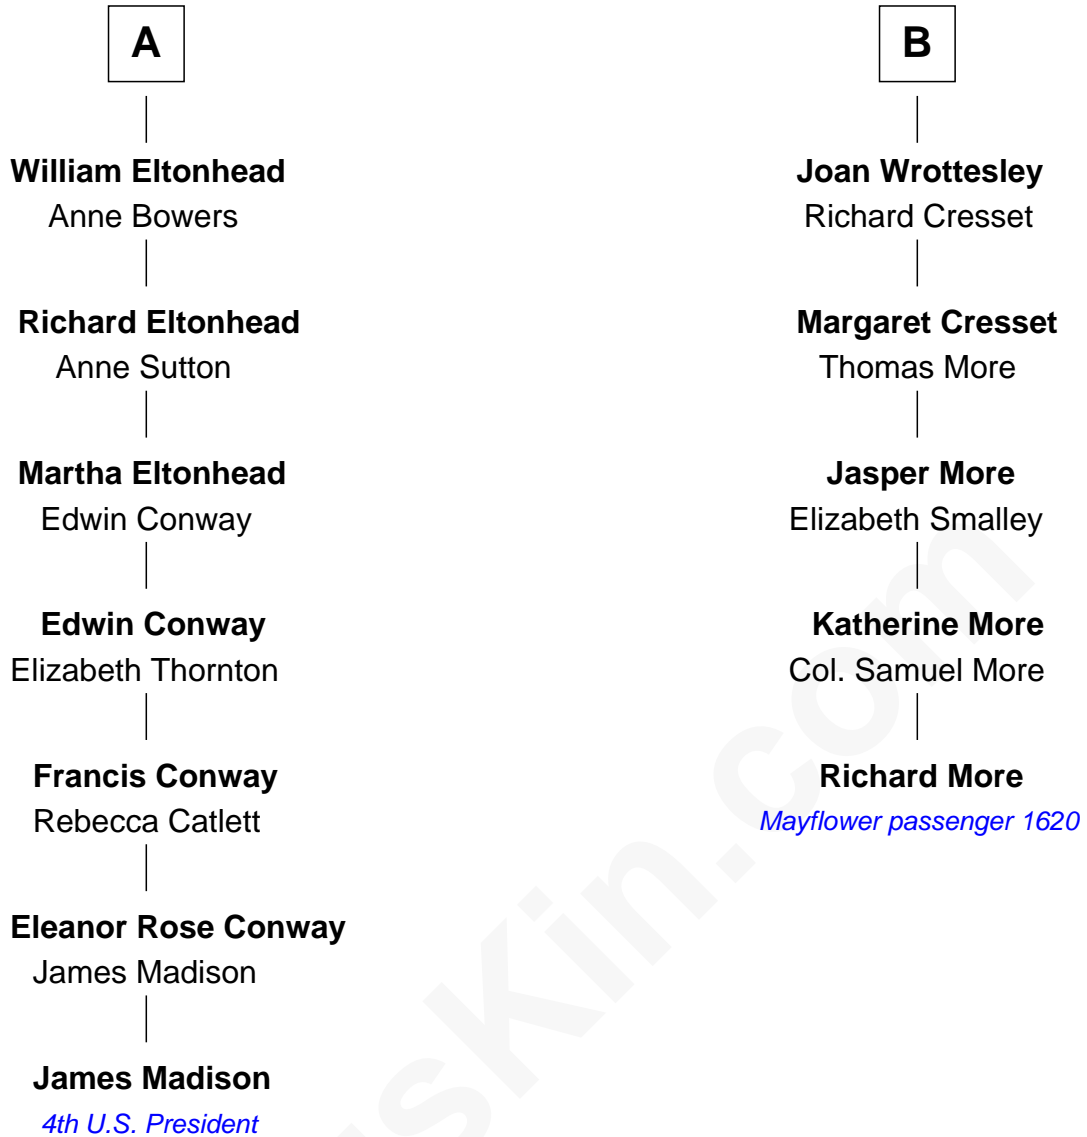 A
William Eltonhead
Anne Bowers
Richard Eltonhead
Anne Sutton
Martha Eltonhead
Edwin Conway
Edwin Conway
Elizabeth Thornton
Francis Conway
Rebecca Catlett
Eleanor Rose Conway
James Madison
James Madison
4th U.S. President
B
Joan Wrottesley
Richard Cresset
Margaret Cresset
Thomas More
Jasper More
Elizabeth Smalley
Katherine More
Col. Samuel More
Richard More
Mayflower passenger 1620